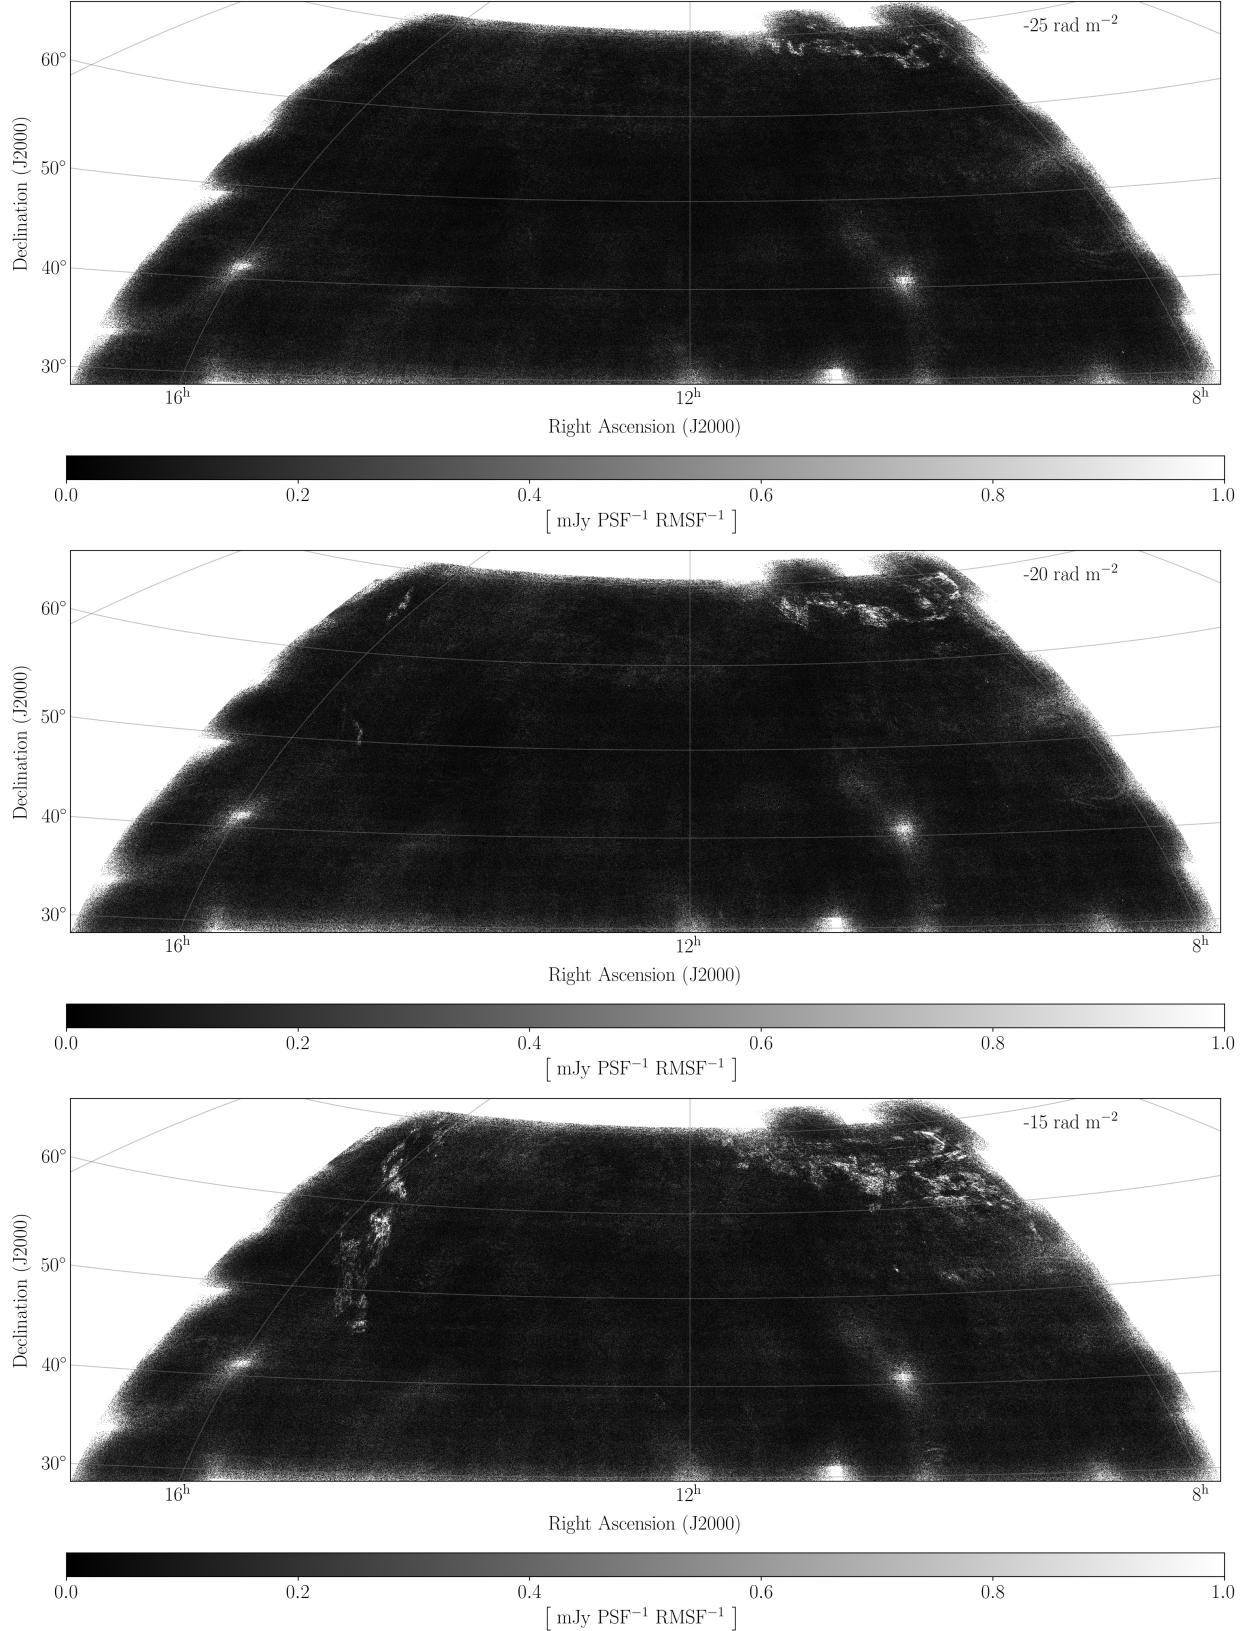 -25 rad m⁻²
60°
50°
40°
30°
Declination (J2000)
16ʰ 12ʰ 8ʰ
Right Ascension (J2000)
0.0 0.2 0.4 0.6 0.8 1.0
[ mJy PSF⁻¹ RMSF⁻¹ ]
-20 rad m⁻²
60°
50°
40°
30°
Declination (J2000)
16ʰ 12ʰ 8ʰ
Right Ascension (J2000)
0.0 0.2 0.4 0.6 0.8 1.0
[ mJy PSF⁻¹ RMSF⁻¹ ]
-15 rad m⁻²
60°
50°
40°
30°
Declination (J2000)
16ʰ 12ʰ 8ʰ
Right Ascension (J2000)
0.0 0.2 0.4 0.6 0.8 1.0
[ mJy PSF⁻¹ RMSF⁻¹ ]